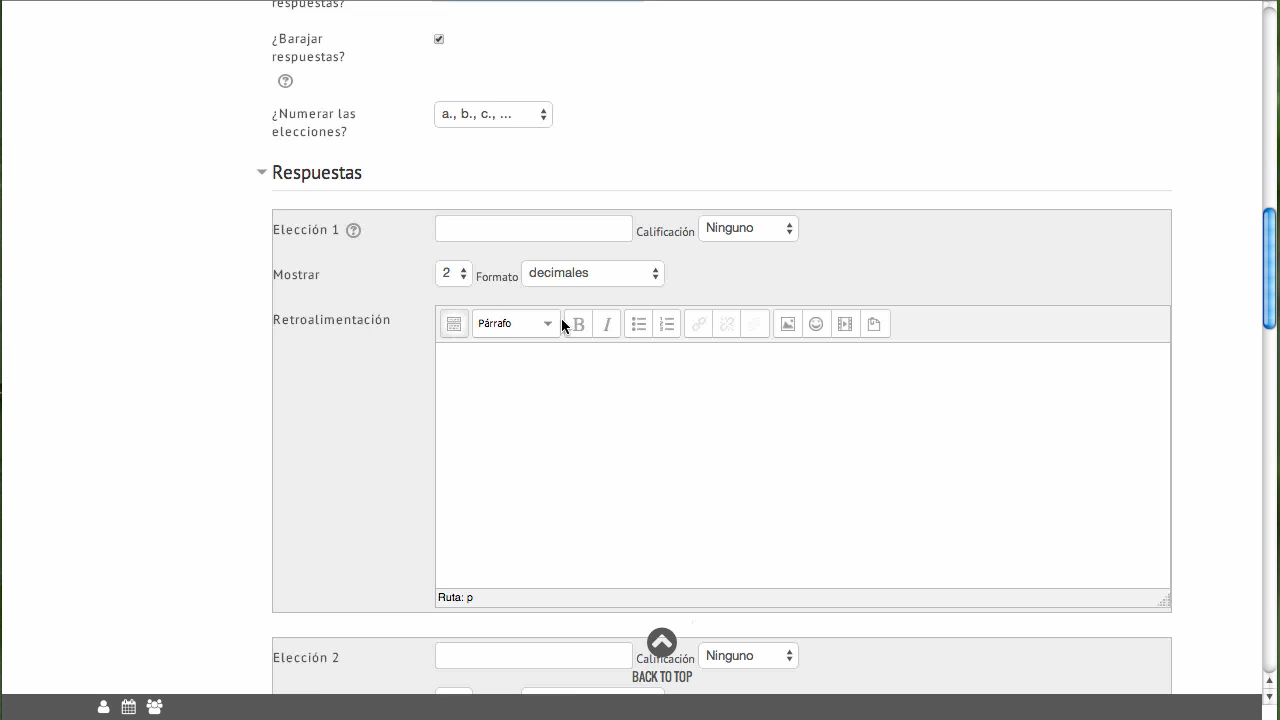 respuestas?
¿Barajar
respuestas?
¿Numerar las
elecciones?
a., b., c., ...
Respuestas
Elección 1
Calificación
Ninguno
Mostrar
2
Formato
decimales
Retroalimentación
Párrafo
B
I
Ruta: p
Elección 2
Calificación
Ninguno
BACK TO TOP